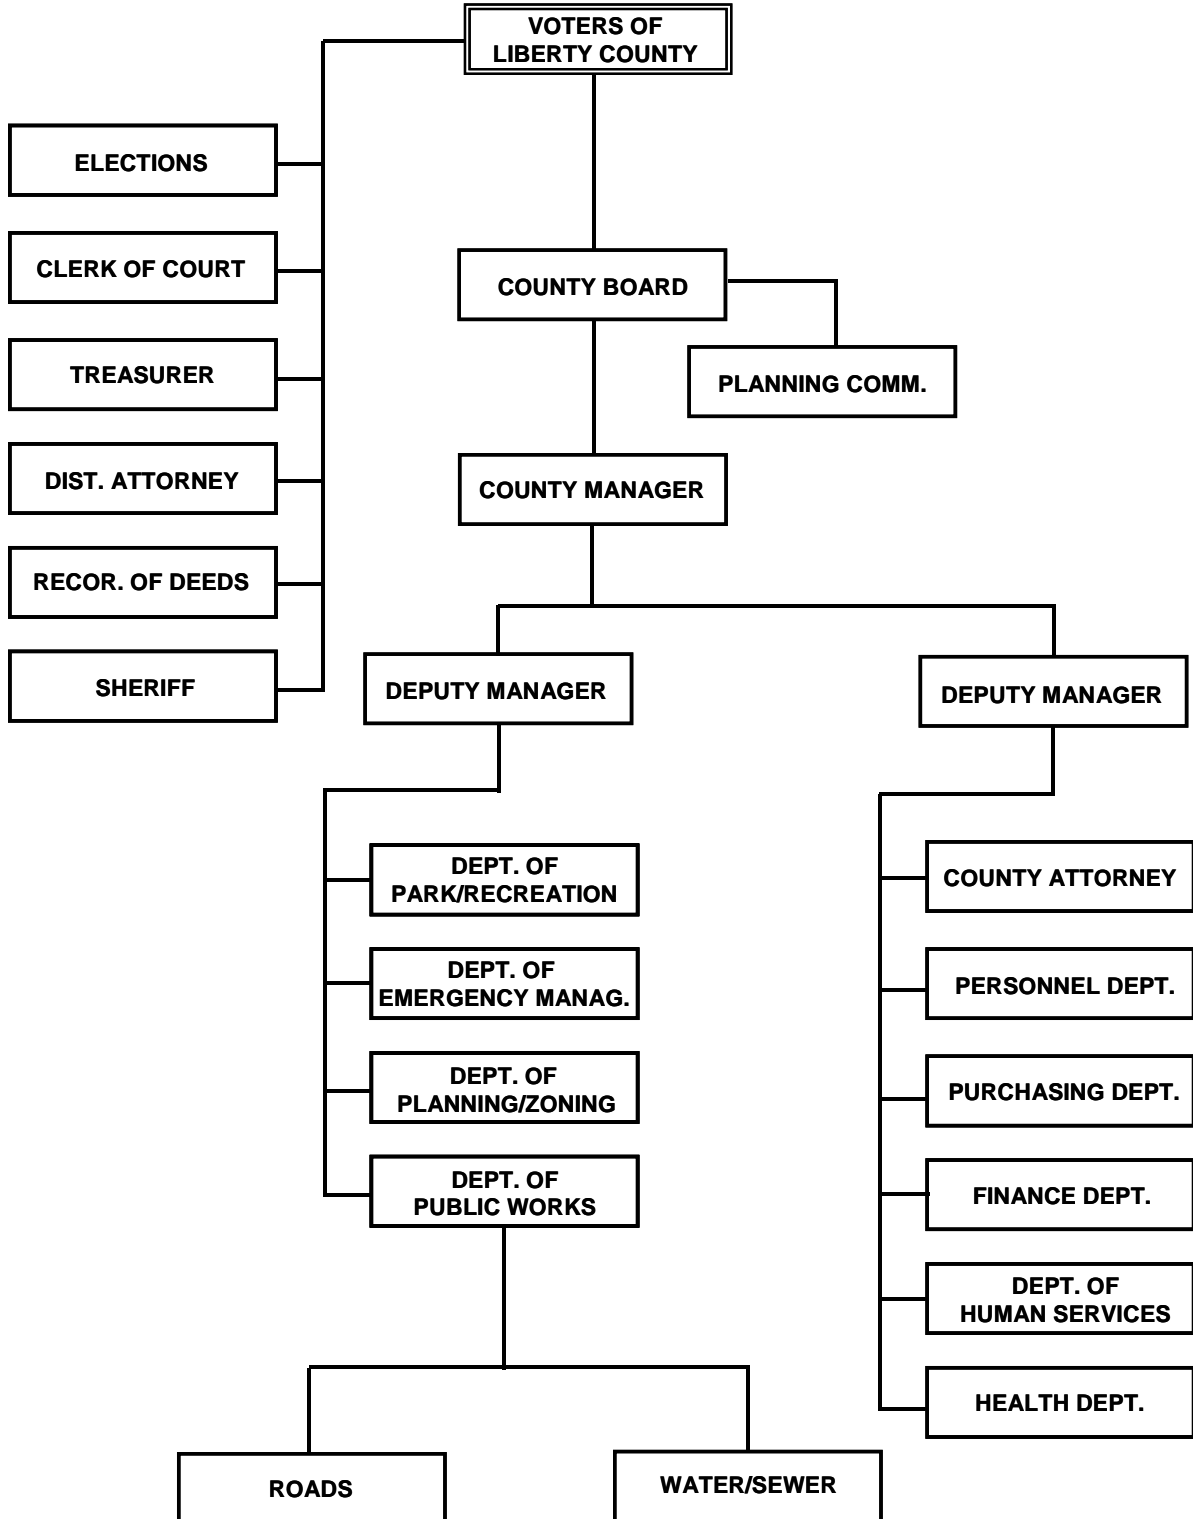 VOTERS OF
LIBERTY COUNTY
ELECTIONS
CLERK OF COURT
TREASURER
DIST. ATTORNEY
RECOR. OF DEEDS
SHERIFF
COUNTY BOARD
PLANNING COMM.
COUNTY MANAGER
DEPUTY MANAGER
DEPT. OF
PARK/RECREATION
DEPT. OF
EMERGENCY MANAG.
DEPT. OF
PLANNING/ZONING
DEPT. OF
PUBLIC WORKS
ROADS
WATER/SEWER
DEPUTY MANAGER
COUNTY ATTORNEY
PERSONNEL DEPT.
PURCHASING DEPT.
FINANCE DEPT.
DEPT. OF
HUMAN SERVICES
HEALTH DEPT.